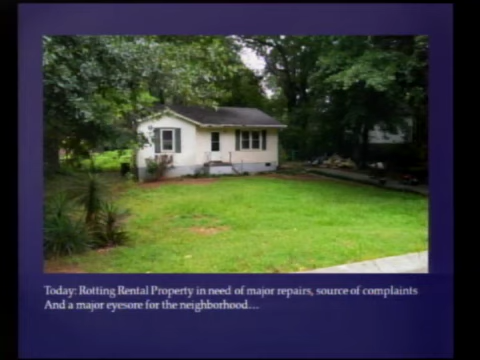 Today: Rotting Rental Property in need of major repairs, source of complaints
And a major eyesore for the neighborhood...